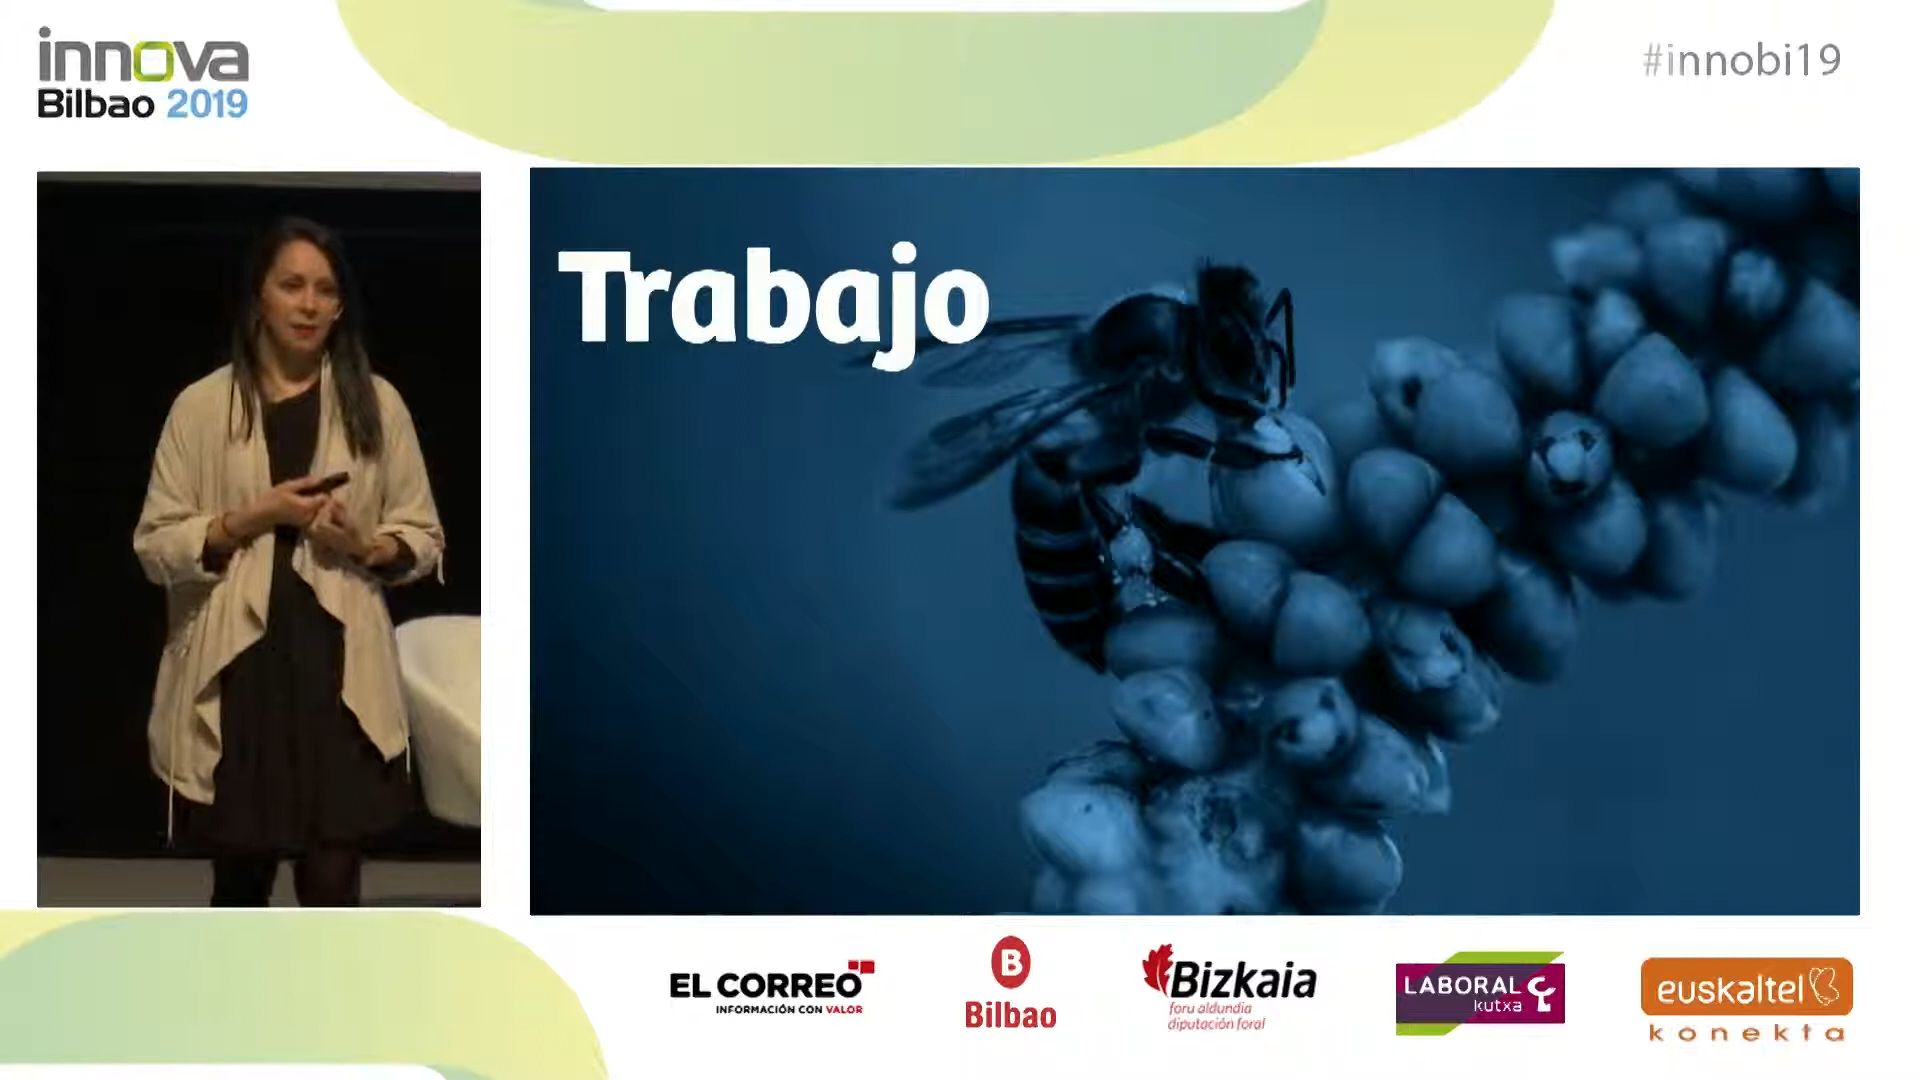 innova
Bilbao 2019
#innobi19
Trabajo
EL CORREO
INFORMACIÓN CON VALOR
B
Bilbao
Bizkaia
foru aldundia
diputación foral
LABORAL
kutxa
euskaltel
konekta